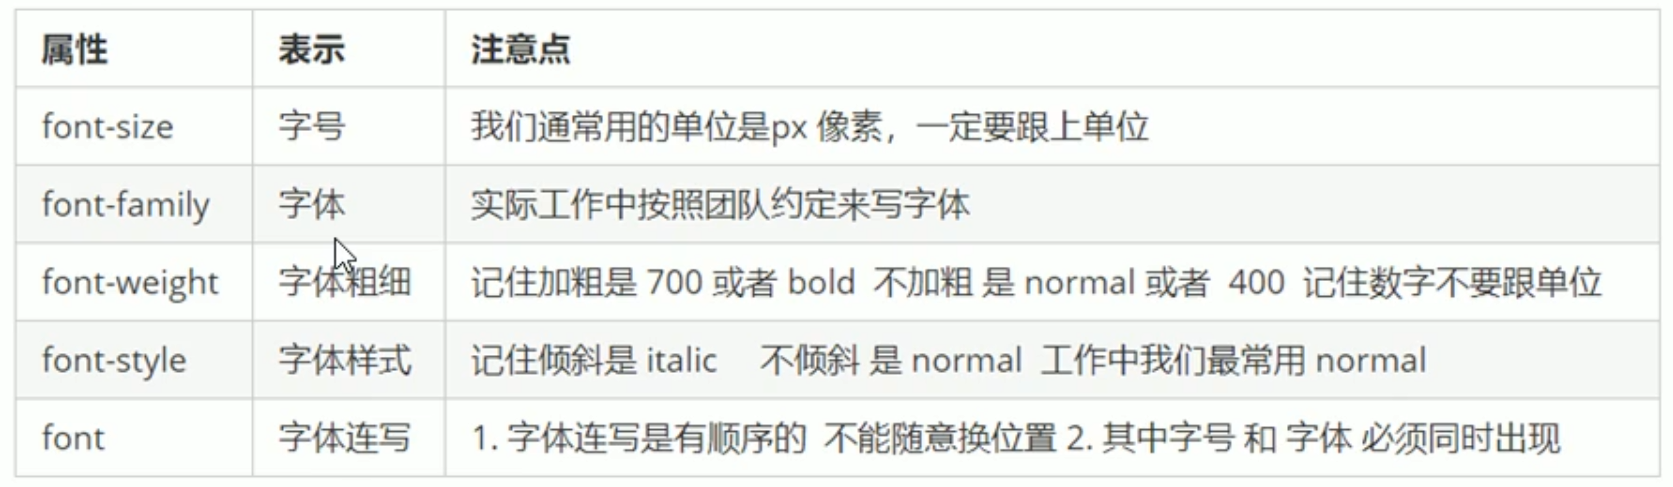 属性 表示 注意点
font-size 字号 我们通常用的单位是px 像素，一定要跟上单位
font-family 字体 实际工作中按照团队约定来写字体
font-weight 字体粗细 记住加粗是 700 或者 bold 不加粗 是 normal 或者 400 记住数字不要跟单位
font-style 字体样式 记住倾斜是 italic 不倾斜 是 normal 工作中我们最常用 normal
font 字体连写 1. 字体连写是有顺序的 不能随意换位置 2. 其中字号 和 字体 必须同时出现